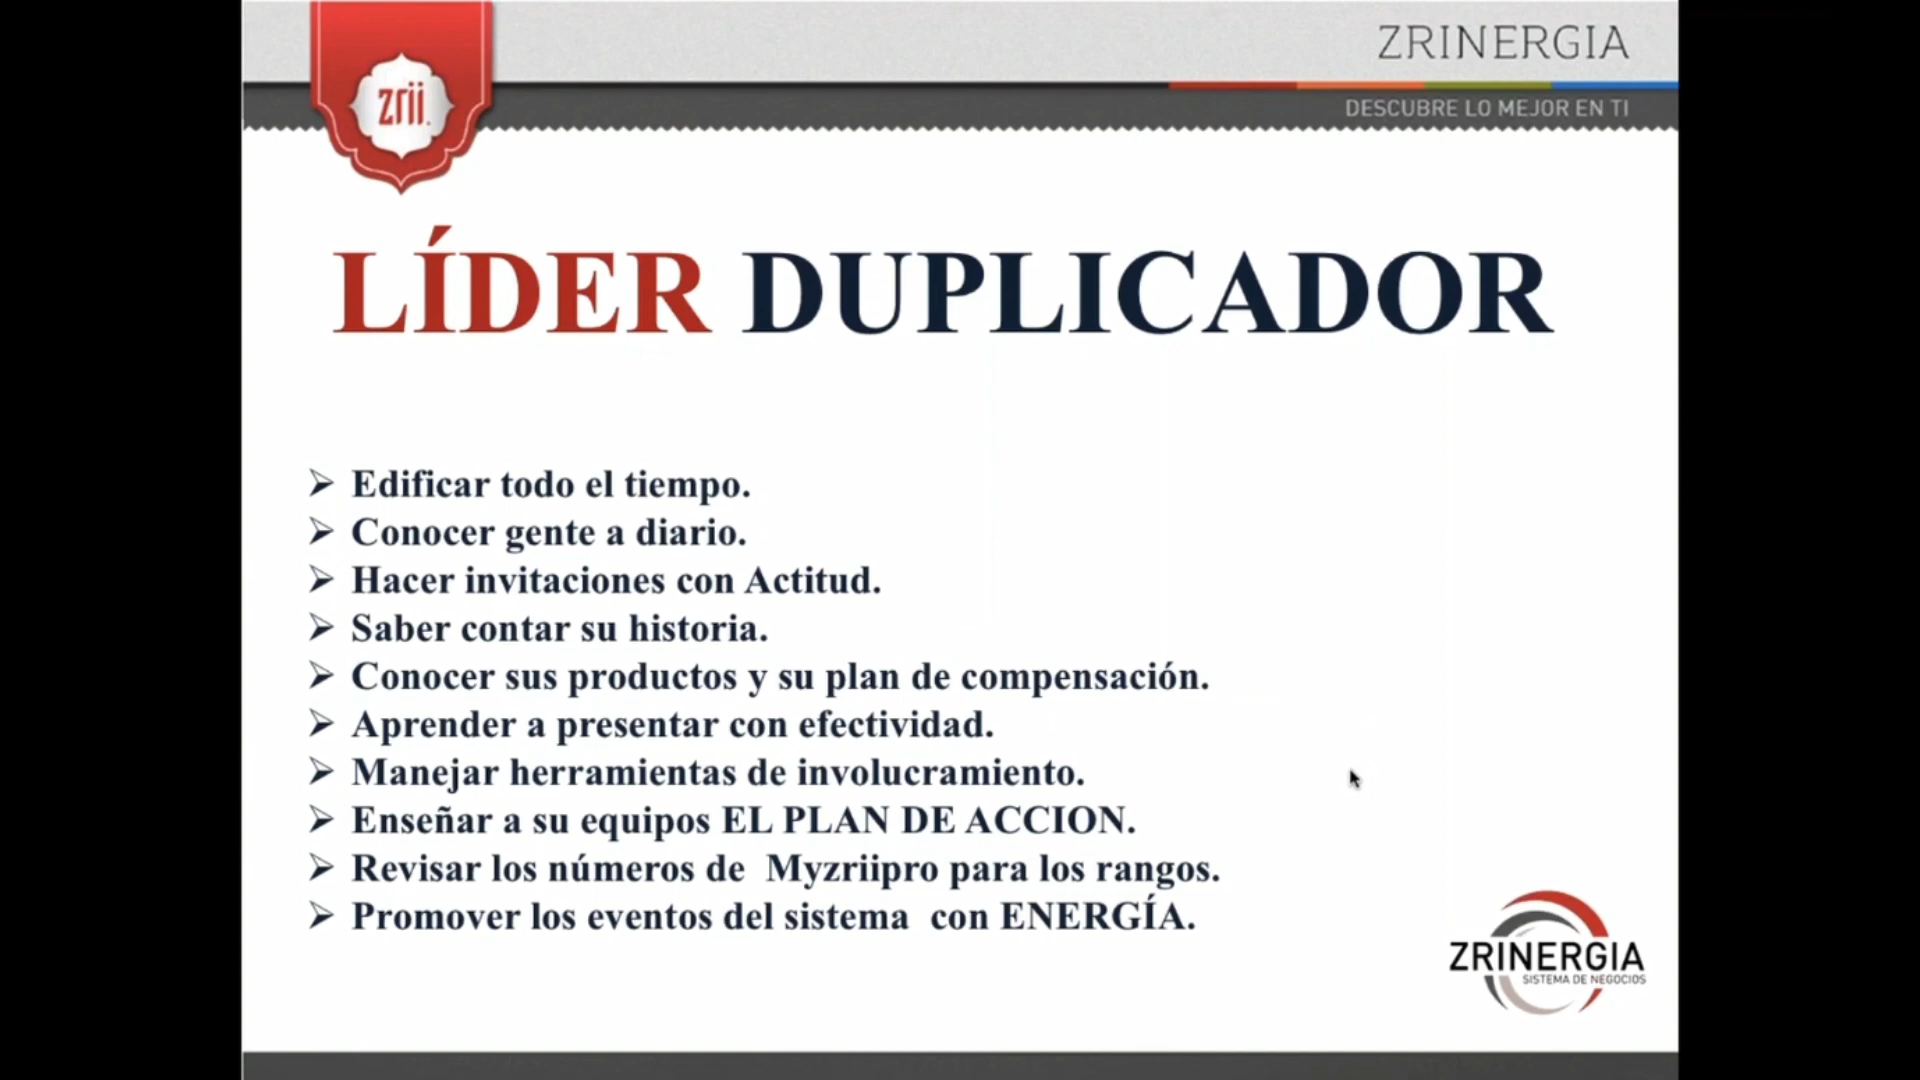 ZRINERGIA
zrii.
DESCUBRE LO MEJOR EN TI
LÍDER DUPLICADOR
Edificar todo el tiempo.
Conocer gente a diario.
Hacer invitaciones con Actitud.
Saber contar su historia.
Conocer sus productos y su plan de compensación.
Aprender a presentar con efectividad.
Manejar herramientas de involucramiento.
Enseñar a su equipos EL PLAN DE ACCION.
Revisar los números de  Myzriipro para los rangos.
Promover los eventos del sistema  con ENERGÍA.
ZRINERGIA
SISTEMA DE NEGOCIOS